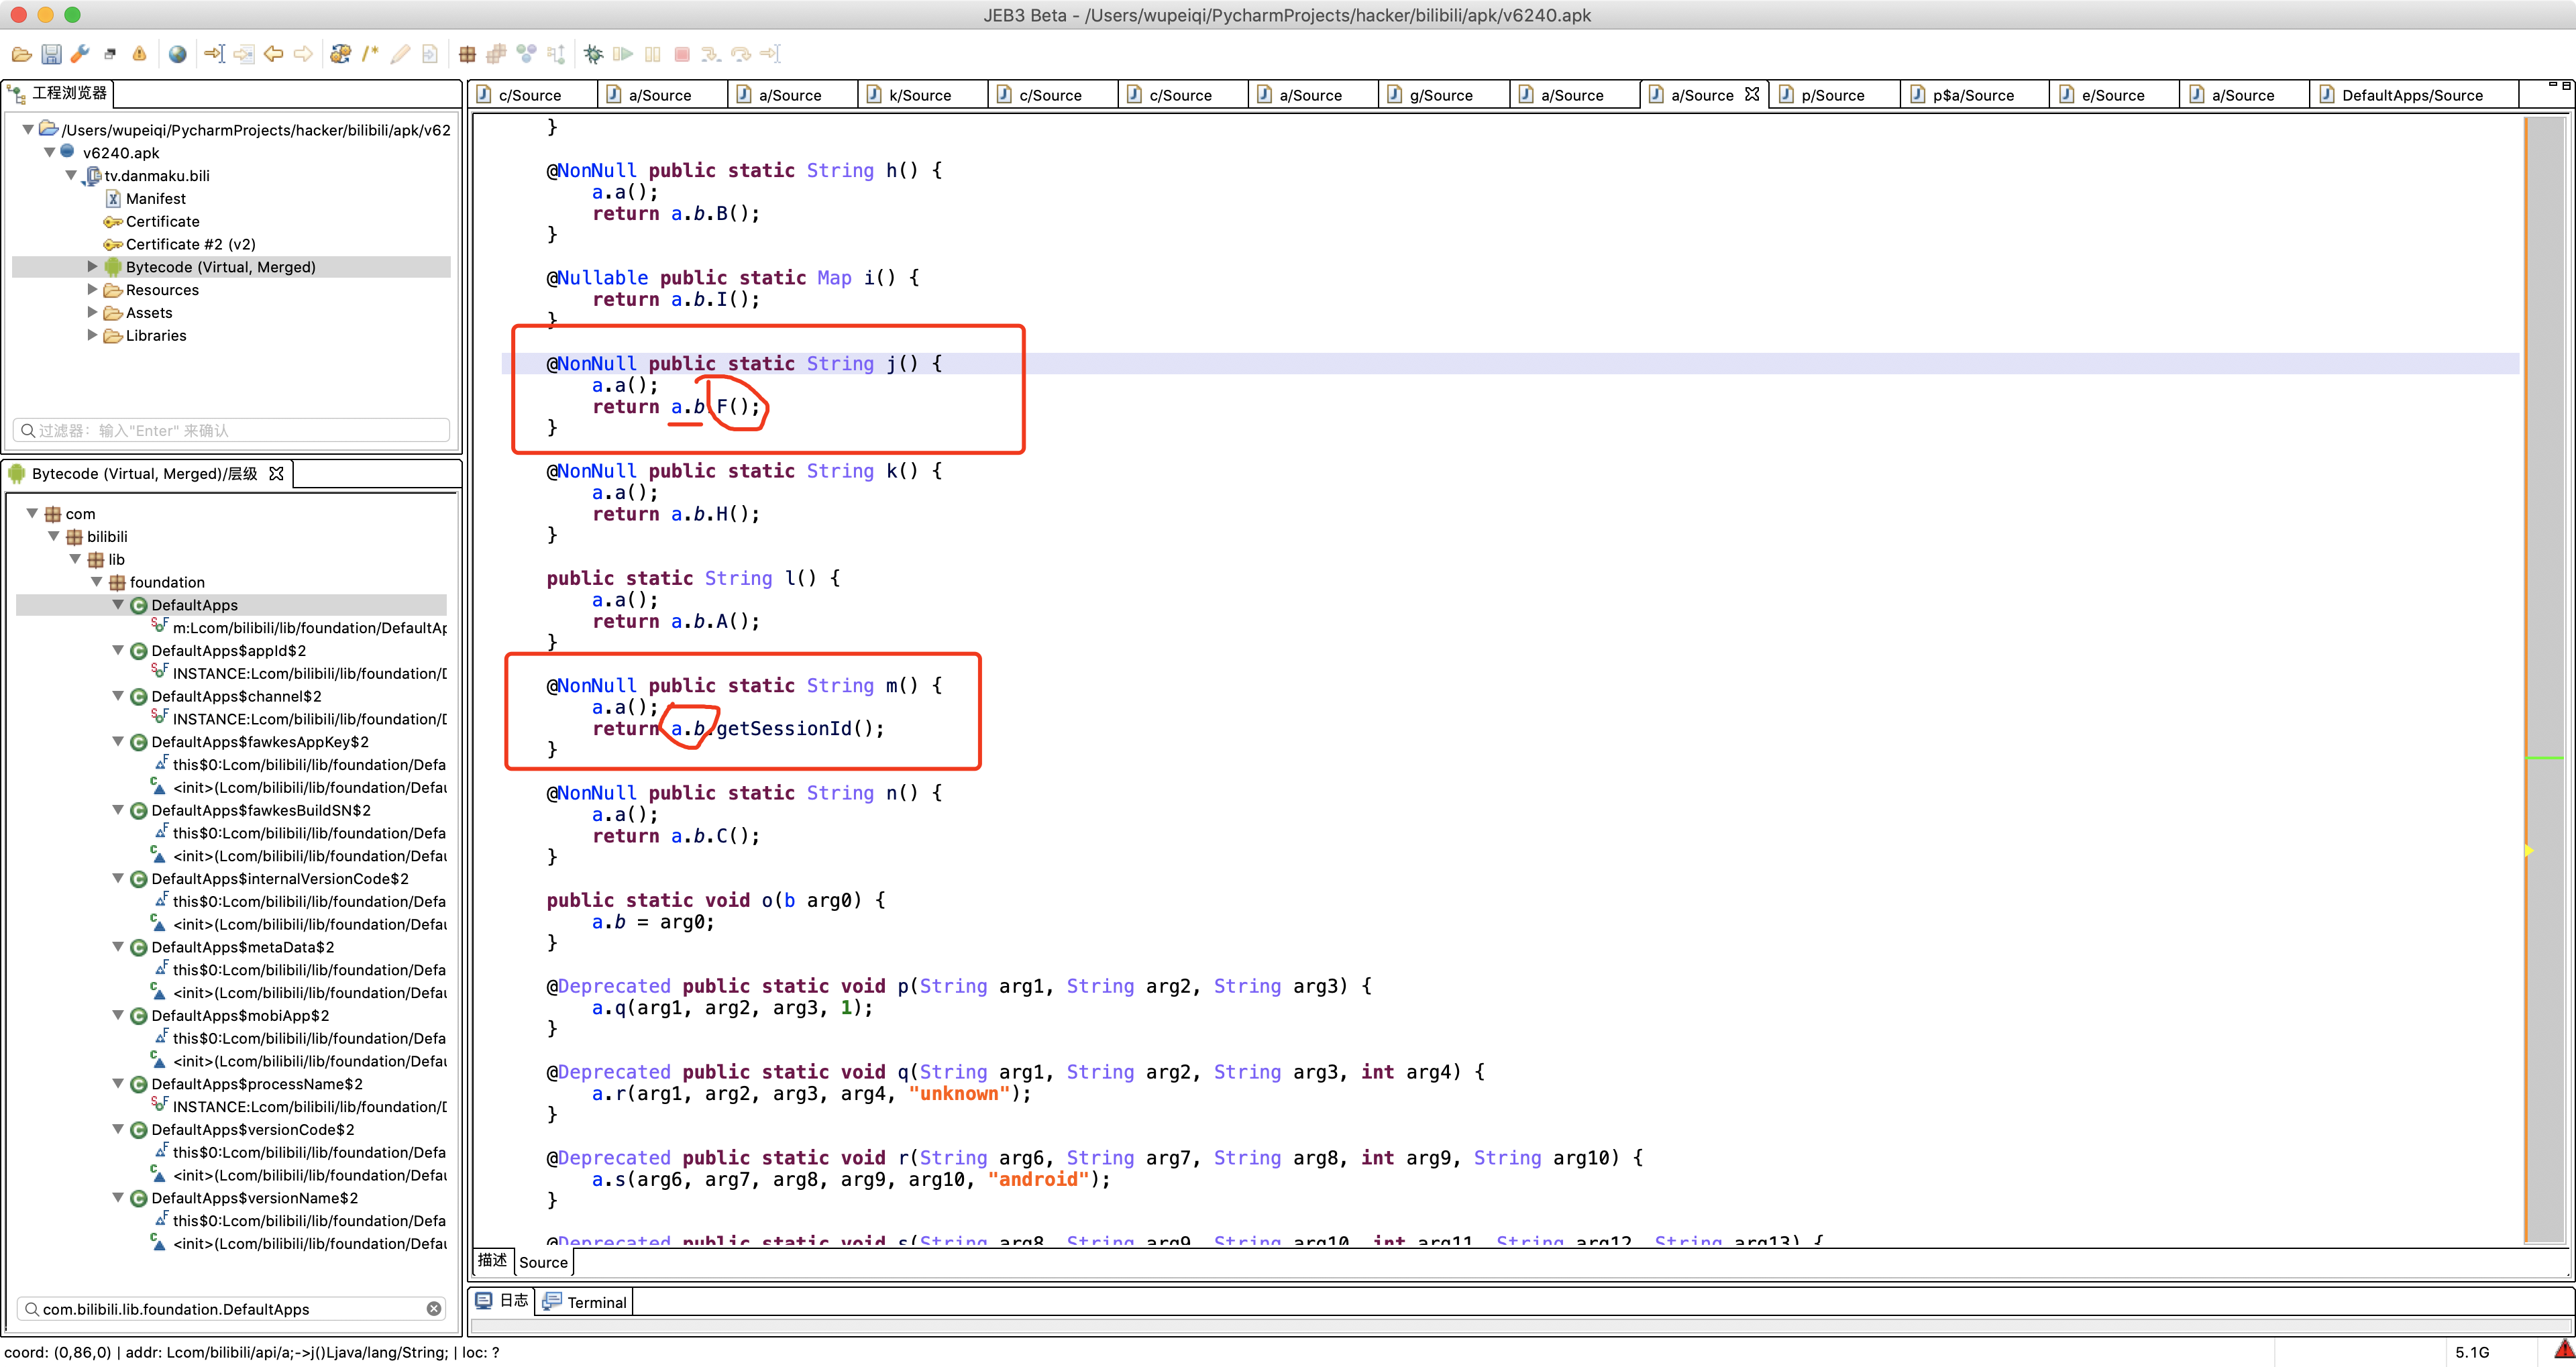 JEB3 Beta - /Users/wupeiqi/PycharmProjects/hacker/bilibili/apk/v6240.apk
工程浏览器
/Users/wupeiqi/PycharmProjects/hacker/bilibili/apk/v62
v6240.apk
tv.danmaku.bili
Manifest
Certificate
Certificate #2 (v2)
Bytecode (Virtual, Merged)
Resources
Assets
Libraries
过滤器: 输入"Enter" 来确认
Bytecode (Virtual, Merged)/层级
com
bilibili
lib
foundation
DefaultApps
m:Lcom/bilibili/lib/foundation/DefaultAp
DefaultApps$appId$2
INSTANCE:Lcom/bilibili/lib/foundation/D
DefaultApps$channel$2
INSTANCE:Lcom/bilibili/lib/foundation/D
DefaultApps$fawkesAppKey$2
this$0:Lcom/bilibili/lib/foundation/Defa
<init>(Lcom/bilibili/lib/foundation/Defau
DefaultApps$fawkesBuildSN$2
this$0:Lcom/bilibili/lib/foundation/Defa
<init>(Lcom/bilibili/lib/foundation/Defau
DefaultApps$internalVersionCode$2
this$0:Lcom/bilibili/lib/foundation/Defa
<init>(Lcom/bilibili/lib/foundation/Defau
DefaultApps$metaData$2
this$0:Lcom/bilibili/lib/foundation/Defa
<init>(Lcom/bilibili/lib/foundation/Defau
DefaultApps$mobiApp$2
this$0:Lcom/bilibili/lib/foundation/Defa
<init>(Lcom/bilibili/lib/foundation/Defau
DefaultApps$processName$2
INSTANCE:Lcom/bilibili/lib/foundation/D
DefaultApps$versionCode$2
this$0:Lcom/bilibili/lib/foundation/Defa
<init>(Lcom/bilibili/lib/foundation/Defau
DefaultApps$versionName$2
this$0:Lcom/bilibili/lib/foundation/Defa
<init>(Lcom/bilibili/lib/foundation/Defau
com.bilibili.lib.foundation.DefaultApps
c/Source a/Source a/Source k/Source c/Source c/Source a/Source g/Source a/Source a/Source p/Source p$a/Source e/Source a/Source DefaultApps/Source
}
@NonNull public static String h() {
a.a();
return a.b.B();
}
@Nullable public static Map i() {
return a.b.I();
}
@NonNull public static String j() {
a.a();
return a.b.F();
}
@NonNull public static String k() {
a.a();
return a.b.H();
}
public static String l() {
a.a();
return a.b.A();
}
@NonNull public static String m() {
a.a();
return a.b.getSessionId();
}
@NonNull public static String n() {
a.a();
return a.b.C();
}
public static void o(b arg0) {
a.b = arg0;
}
@Deprecated public static void p(String arg1, String arg2, String arg3) {
a.q(arg1, arg2, arg3, 1);
}
@Deprecated public static void q(String arg1, String arg2, String arg3, int arg4) {
a.r(arg1, arg2, arg3, arg4, "unknown");
}
@Deprecated public static void r(String arg6, String arg7, String arg8, int arg9, String arg10) {
a.s(arg6, arg7, arg8, arg9, arg10, "android");
}
@Deprecated public static void s(String arg8, String arg9, String arg10, int arg11, String arg12, String arg13) {
描述 Source
日志 Terminal
coord: (0,86,0) | addr: Lcom/bilibili/api/a;->j()Ljava/lang/String; | loc: ?
5.1G